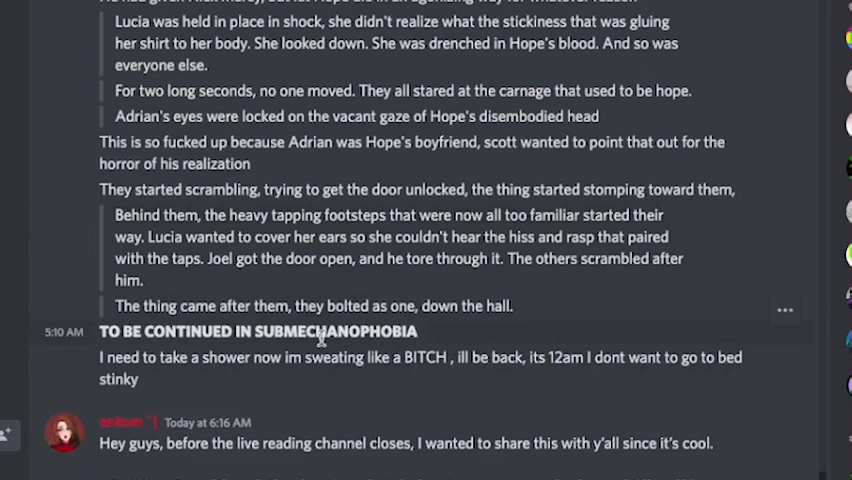 Lucia was held in place in shock, she didn't realize what the stickiness that was gluing
her shirt to her body. She looked down. She was drenched in Hope's blood. And so was
everyone else.
For two long seconds, no one moved. They all stared at the carnage that used to be hope.
Adrian's eyes were locked on the vacant gaze of Hope's disembodied head
This is so fucked up because Adrian was Hope's boyfriend, scott wanted to point that out for the
horror of his realization
They started scrambling, trying to get the door unlocked, the thing started stomping toward them,
Behind them, the heavy tapping footsteps that were now all too familiar started their
way. Lucia wanted to cover her ears so she couldn't hear the hiss and rasp that paired
with the taps. Joel got the door open, and he tore through it. The others scrambled after
him.
The thing came after them, they bolted as one, down the hall.
5:10 AM TO BE CONTINUED IN SUBMECHANOPHOBIA
I need to take a shower now im sweating like a BITCH , ill be back, its 12am I dont want to go to bed
stinky
Today at 6:16 AM
Hey guys, before the live reading channel closes, I wanted to share this with y'all since it's cool.